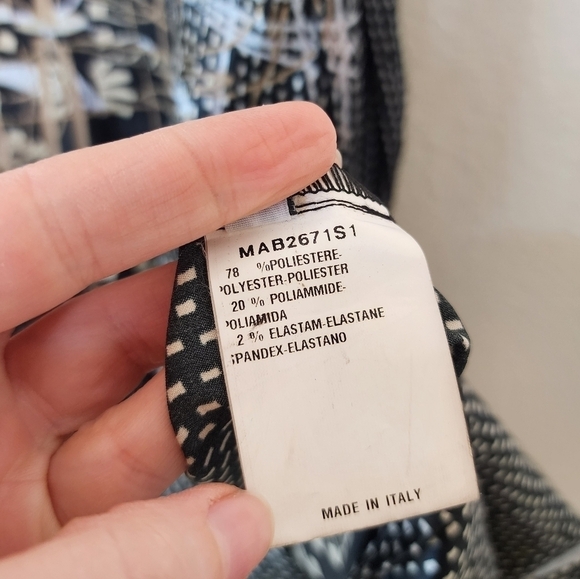 MAB2671S1
78 %POLIESTERE-
POLYESTER-POLIESTER
20 % POLIAMMIDE-
POLIAMIDA
2 % ELASTAM-ELASTANE
SPANDEX-ELASTANO
MADE IN ITALY